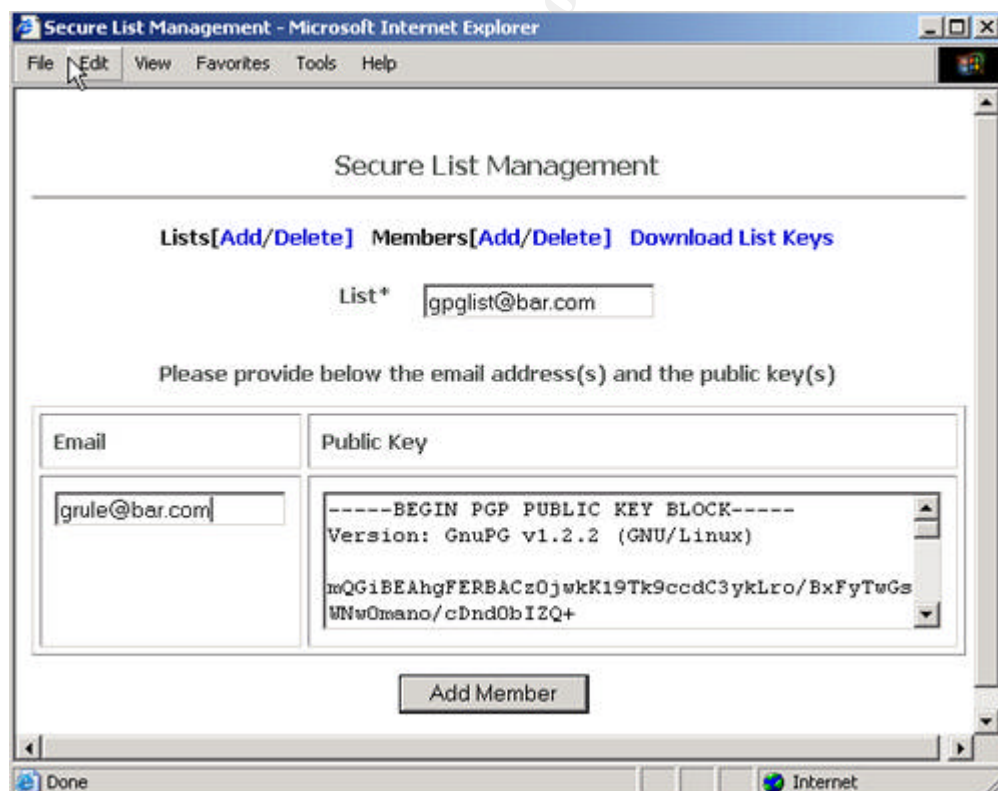 Secure List Management - Microsoft Internet Explorer
File Edit View Favorites Tools Help
Secure List Management
Lists[Add/Delete] Members[Add/Delete] Download List Keys
List* gpglist@bar.com
Please provide below the email address(es) and the public key(s)
Email Public Key
grule@bar.com
-----BEGIN PGP PUBLIC KEY BLOCK-----
Version: GnuPG v1.2.2 (GNU/Linux)
mQGiBEAhgFERBACzOjwkK19Tk9ccdC3ykLro/BxFyTwGs
WNwOmano/cDndObIZQ+
Add Member
Done Internet